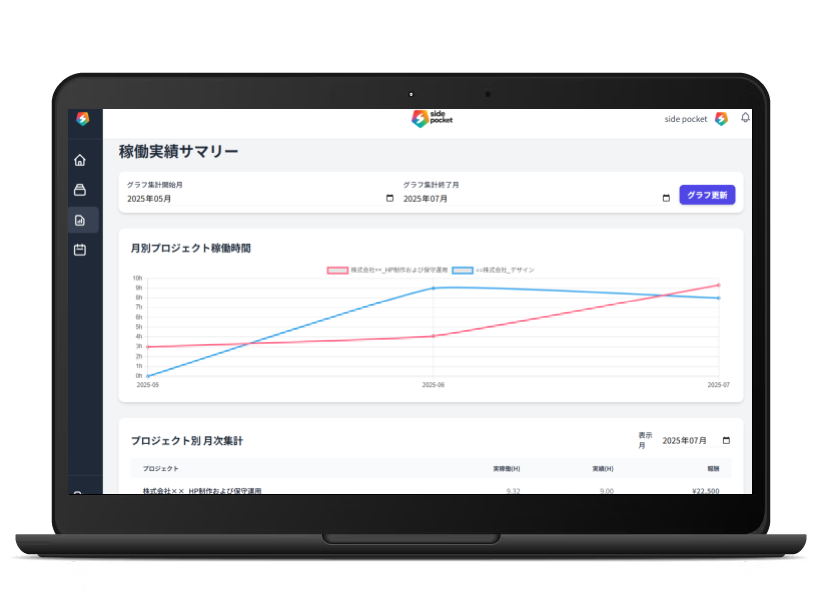 side
pocket
side pocket
稼働実績サマリー
グラフ集計開始月
2025年05月
グラフ集計終了月
2025年07月
グラフ更新
月別プロジェクト稼働時間
株式会社××_HP制作および保守運用
○○株式会社_デザイン
10h
9h
8h
7h
6h
5h
4h
3h
2h
1h
0h
2025-05
2025-06
2025-07
プロジェクト別 月次集計
表示
月
2025年07月
プロジェクト
実稼働(H)
実績(H)
報酬
株式会社××_HP制作および保守運用
9.32
9.00
¥22,500